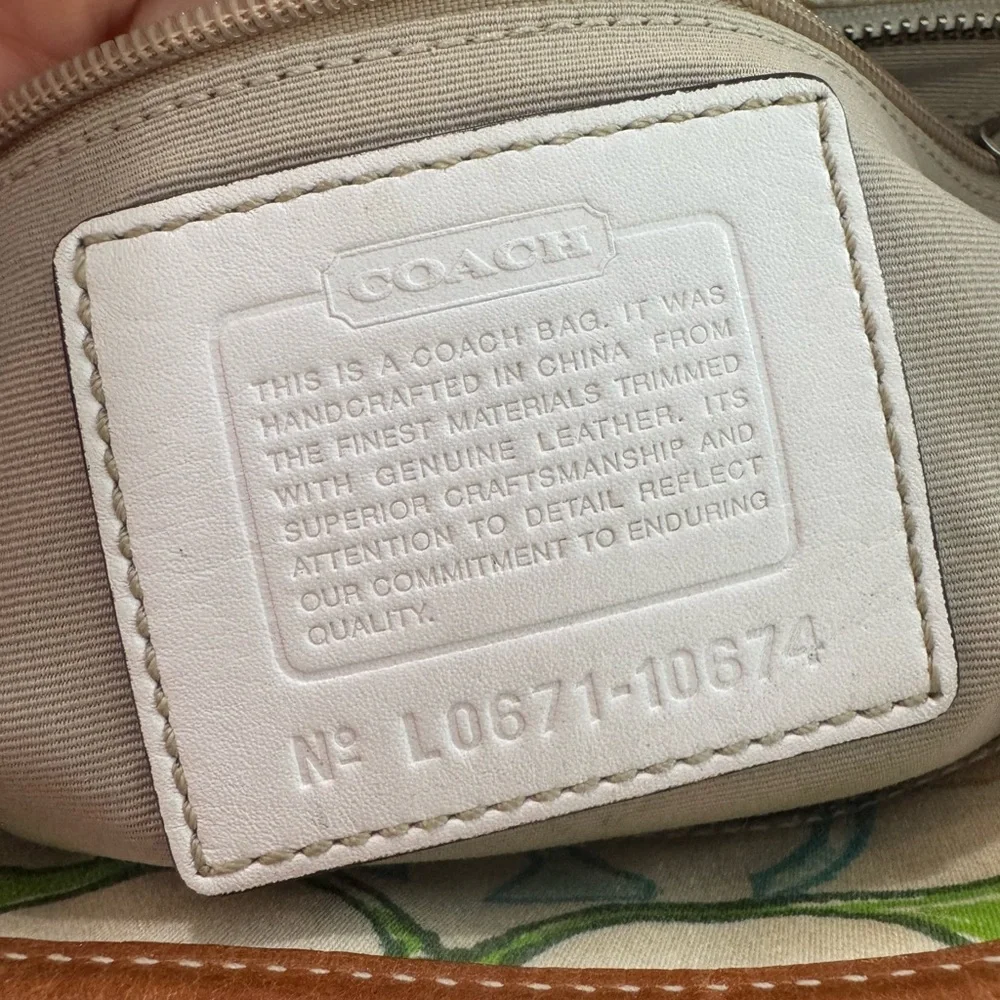 COACH
THIS IS A COACH BAG. IT WAS
HANDCRAFTED IN CHINA FROM
THE FINEST MATERIALS TRIMMED
WITH GENUINE LEATHER. ITS
SUPERIOR CRAFTSMANSHIP AND
ATTENTION TO DETAIL REFLECT
OUR COMMITMENT TO ENDURING
QUALITY.
Nº L0671-10674